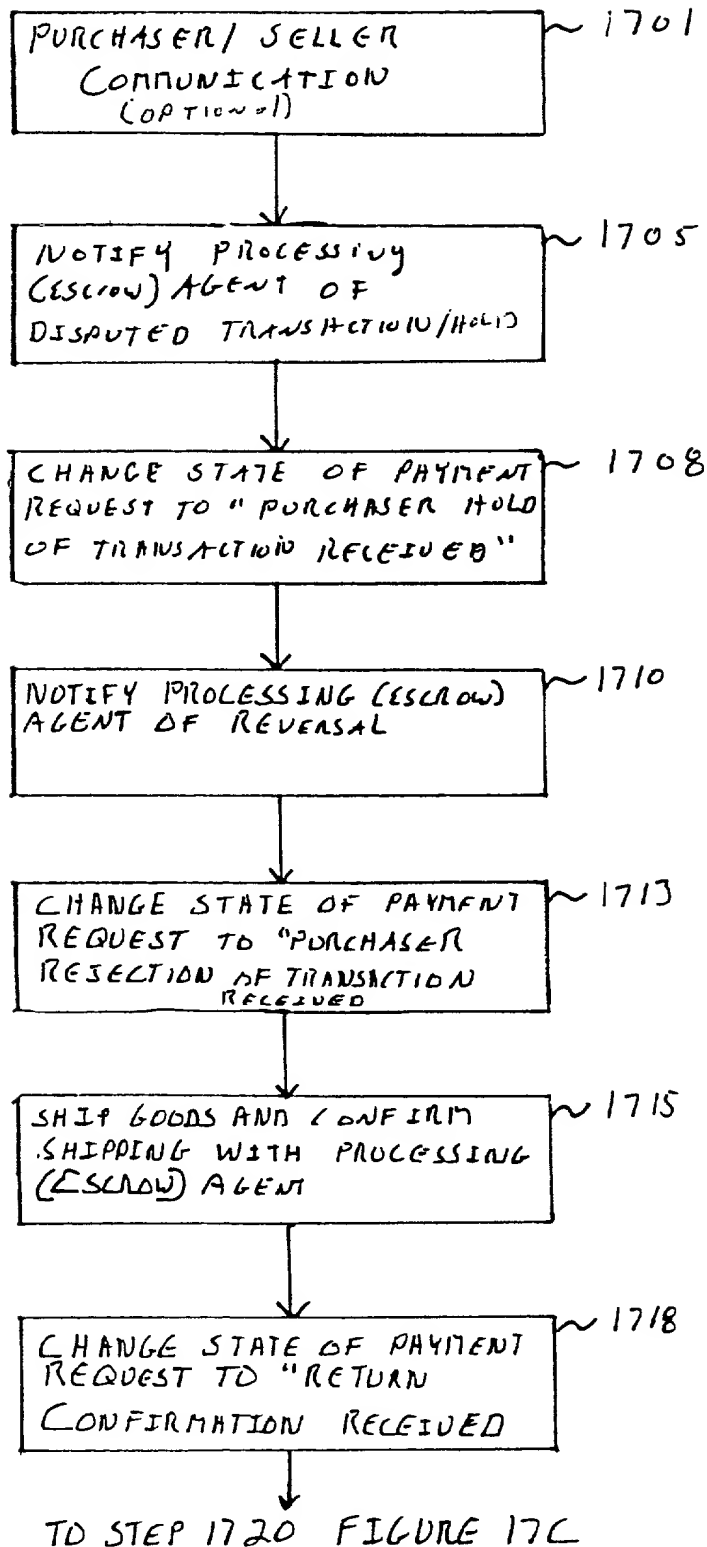 PURCHASER/ SELLER
1701
COMMUNICATION
(OPTIONAL)
NOTIFY PROCESSING
1705
(ESCROW) AGENT OF
DISPUTED TRANSACTION/HOLD
CHANGE STATE OF PAYMENT
1708
REQUEST TO "PURCHASER HOLD
OF TRANSACTION RECEIVED"
NOTIFY PROCESSING (ESCROW)
1710
AGENT OF REVERSAL
CHANGE STATE OF PAYMENT
1713
REQUEST TO "PURCHASER
REJECTION OF TRANSACTION
RECEIVED
SHIP GOODS AND CONFIRM
1715
SHIPPING WITH PROCESSING
(ESCROW) AGENT
CHANGE STATE OF PAYMENT
1718
REQUEST TO "RETURN
CONFIRMATION RECEIVED
TO STEP 1720 FIGURE 17C